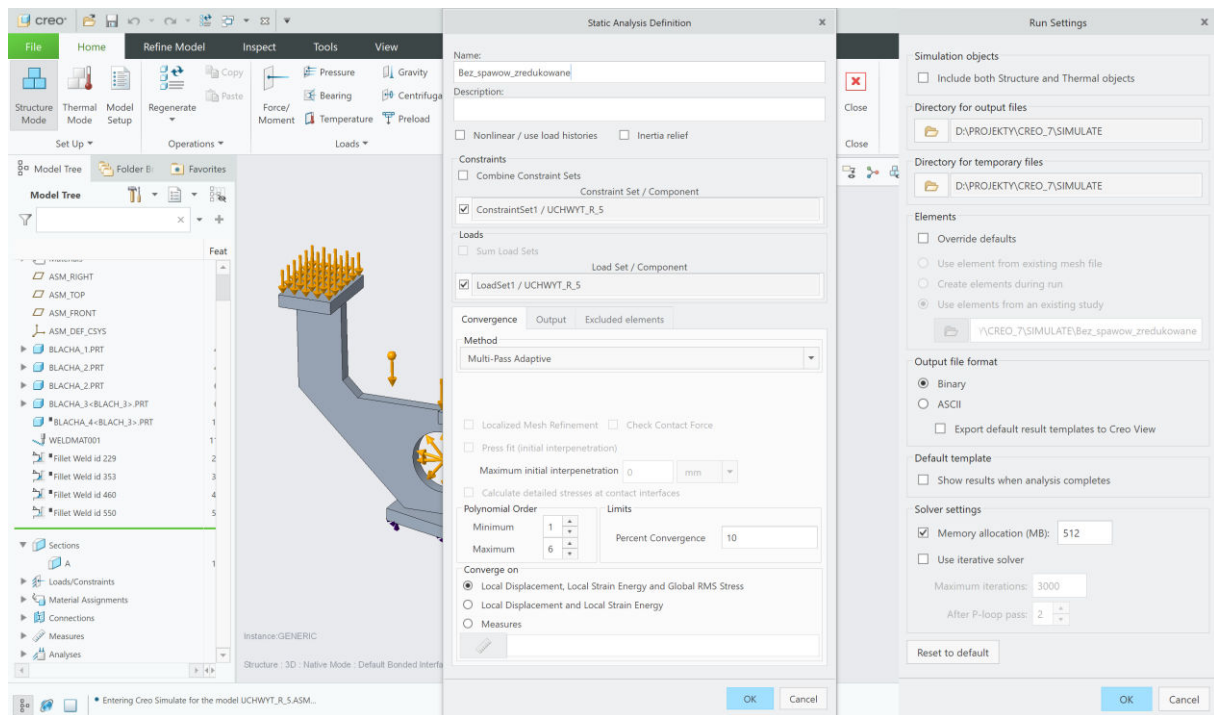 creo
File Home Refine Model Inspect Tools View
Structure Mode
Thermal Mode
Model Setup
Set Up
Regenerate
Copy
Paste
Operations
Force/ Moment
Pressure
Bearing
Temperature
Gravity
Centrifuga
Preload
Loads
Model Tree Folder B Favorites
Model Tree
Feat
ASM_RIGHT
ASM_TOP
ASM_FRONT
ASM_DEF_CSYS
BLACHA_1.PRT
BLACHA_2.PRT
BLACHA_2.PRT
BLACHA_3<BLACH_3>.PRT
BLACHA_4<BLACH_3>.PRT 1
WELDMAT001 1
Fillet Weld id 229 2
Fillet Weld id 353 3
Fillet Weld id 460 4
Fillet Weld id 550 5
Sections
A 1
Loads/Constraints
Material Assignments
Connections
Measures
Analyses
Instance:GENERIC
Structure : 3D : Native Mode : Default Bonded Interfa
• Entering Creo Simulate for the model UCHWYT_R_5.ASM...
Static Analysis Definition
Name:
Bez_spawow_zredukowane
Description:
Nonlinear / use load histories Inertia relief
Constraints
Combine Constraint Sets
Constraint Set / Component
ConstraintSet1 / UCHWYT_R_5
Loads
Sum Load Sets
Load Set / Component
LoadSet1 / UCHWYT_R_5
Convergence Output Excluded elements
Method
Multi-Pass Adaptive
Localized Mesh Refinement Check Contact Force
Press fit (initial interpenetration)
Maximum initial interpenetration 0 mm
Calculate detailed stresses at contact interfaces
Polynomial Order
Minimum 1
Maximum 6
Limits
Percent Convergence 10
Converge on
Local Displacement, Local Strain Energy and Global RMS Stress
Local Displacement and Local Strain Energy
Measures
OK Cancel
Close
Close
Run Settings
Simulation objects
Include both Structure and Thermal objects
Directory for output files
D:\PROJEKTY\CREO_7\SIMULATE
Directory for temporary files
D:\PROJEKTY\CREO_7\SIMULATE
Elements
Override defaults
Use element from existing mesh file
Create elements during run
Use elements from an existing study
Y\CREO_7\SIMULATE\Bez_spawow_zredukowane
Output file format
Binary
ASCII
Export default result templates to Creo View
Default template
Show results when analysis completes
Solver settings
Memory allocation (MB): 512
Use iterative solver
Maximum iterations: 3000
After P-loop pass: 2
Reset to default
OK Cancel